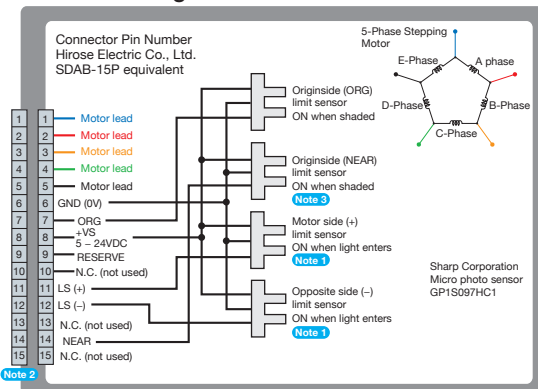 Connector Pin Number
Hirose Electric Co., Ltd.
SDAB-15P equivalent
5-Phase Stepping
Motor
E-Phase
A phase
D-Phase
B-Phase
C-Phase
1 1 Motor lead
2 2 Motor lead
3 3 Motor lead
4 4 Motor lead
5 5 Motor lead
6 6 GND (0V)
7 7 ORG
8 8 +VS
5 – 24VDC
9 9 RESERVE
10 10 N.C. (not used)
11 11 LS (+)
12 12 LS (–)
13 13 N.C. (not used)
14 14 NEAR
15 15 N.C. (not used)
Note 2
Originside (ORG)
limit sensor
ON when shaded
Originside (NEAR)
limit sensor
ON when shaded
Note 3
Motor side (+)
limit sensor
ON when light enters
Note 1
Opposite side (–)
limit sensor
ON when light enters
Note 1
Sharp Corporation
Micro photo sensor
GP1S097HC1